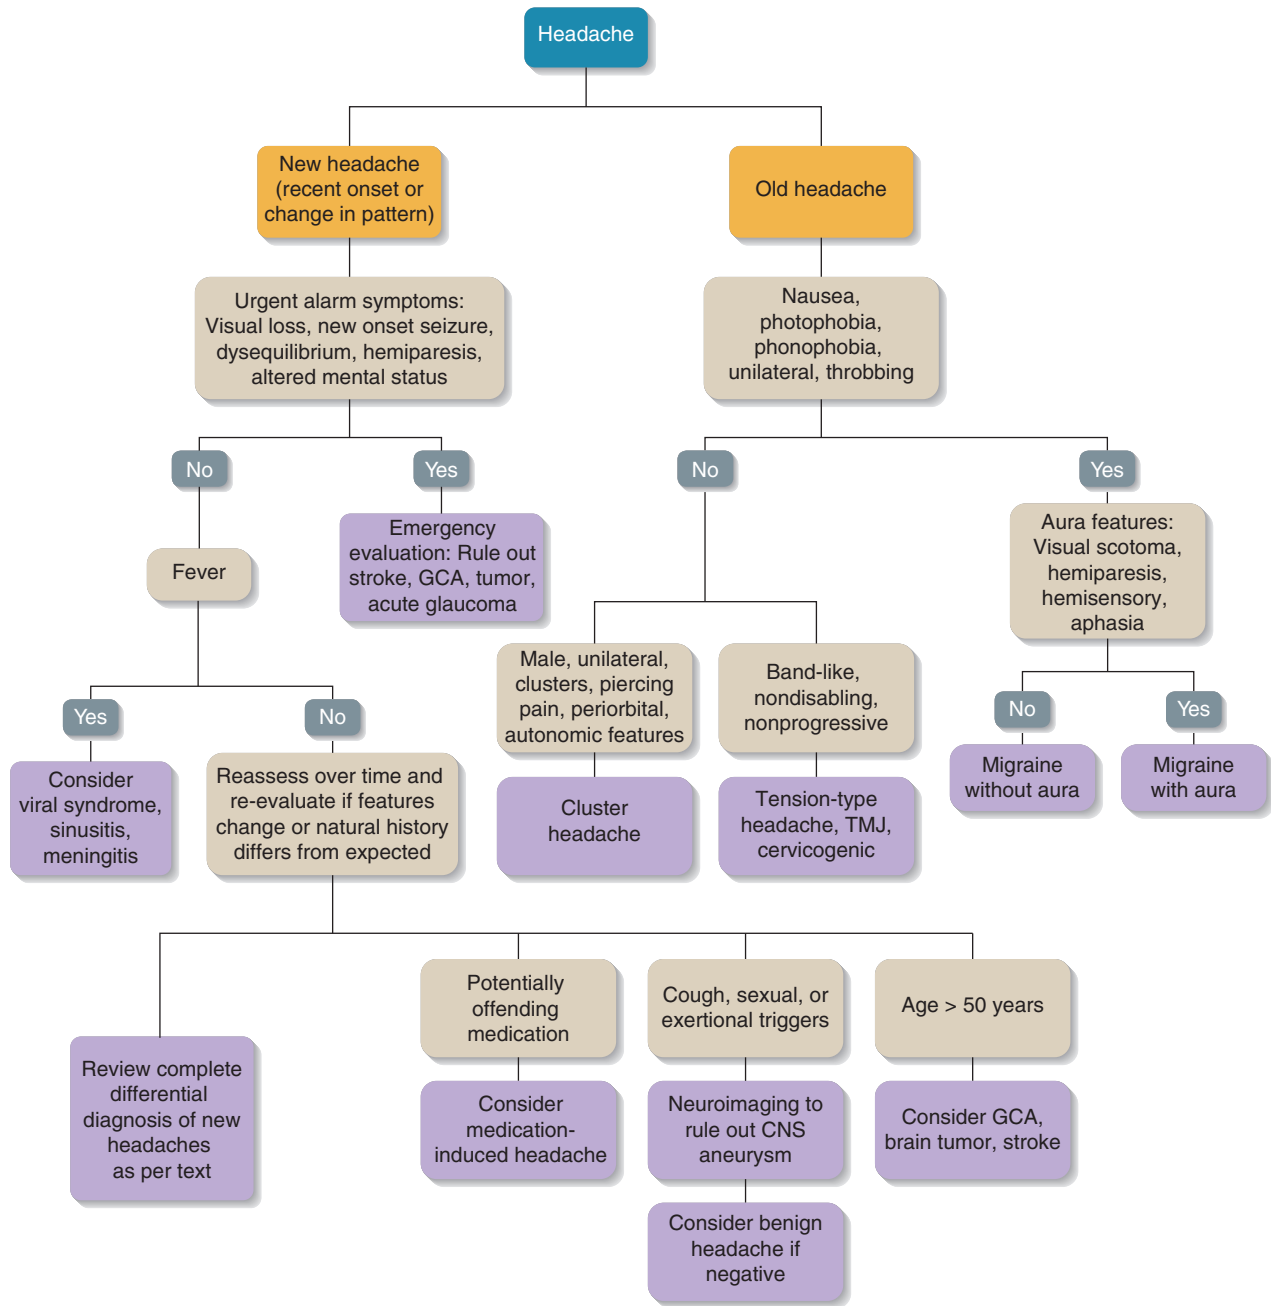 Headache
New headache
(recent onset or
change in pattern)
Old headache
Urgent alarm symptoms:
Visual loss, new onset seizure,
dysequilibrium, hemiparesis,
altered mental status
Nausea,
photophobia,
phonophobia,
unilateral, throbbing
No
Yes
No
Yes
Emergency
evaluation: Rule out
stroke, GCA, tumor,
acute glaucoma
Aura features:
Visual scotoma,
hemiparesis,
hemisensory,
aphasia
Fever
Male, unilateral,
clusters, piercing
pain, periorbital,
autonomic features
Band-like,
nondisabling,
nonprogressive
Yes
No
No
Yes
Consider
viral syndrome,
sinusitis,
meningitis
Reassess over time and
re-evaluate if features
change or natural history
differs from expected
Cluster
headache
Tension-type
headache, TMJ,
cervicogenic
Migraine
without aura
Migraine
with aura
Potentially
offending
medication
Cough, sexual, or
exertional triggers
Age > 50 years
Review complete
differential
diagnosis of new
headaches
as per text
Consider
medication-
induced headache
Neuroimaging to
rule out CNS
aneurysm
Consider GCA,
brain tumor, stroke
Consider benign
headache if
negative